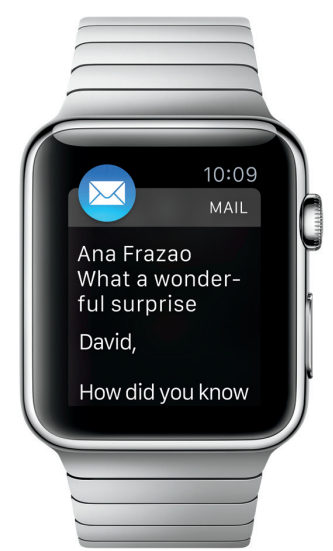 10:09
MAIL
Ana Frazao
What a wonder-
ful surprise
David,
How did you know